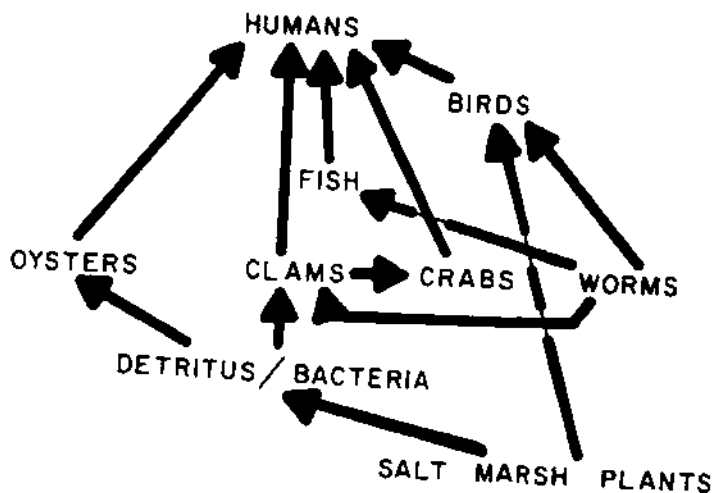 HUMANS
BIRDS
FISH
OYSTERS
CLAMS
CRABS
WORMS
DETRITUS/BACTERIA
SALT MARSH PLANTS